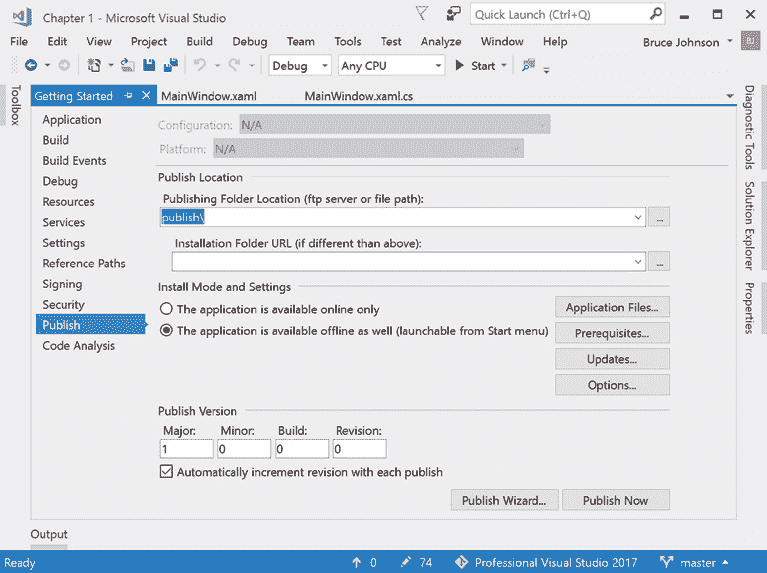 Chapter 1 - Microsoft Visual Studio
Quick Launch (Ctrl+Q)
File Edit View Project Build Debug Team Tools Test Analyze Window Help
Bruce Johnson
BJ
Debug Any CPU Start
Toolbox
Getting Started MainWindow.xaml MainWindow.xaml.cs
Application
Build
Build Events
Debug
Resources
Services
Settings
Reference Paths
Signing
Security
Publish
Code Analysis
Configuration: N/A
Platform: N/A
Publish Location
Publishing Folder Location (ftp server or file path):
publish\
...
Installation Folder URL (if different than above):
...
Install Mode and Settings
The application is available online only
The application is available offline as well (launchable from Start menu)
Application Files...
Prerequisites...
Updates...
Options...
Publish Version
Major: Minor: Build: Revision:
1 0 0 0
Automatically increment revision with each publish
Publish Wizard... Publish Now
Diagnostic Tools
Solution Explorer
Properties
Output
Ready 0 74 Professional Visual Studio 2017 master